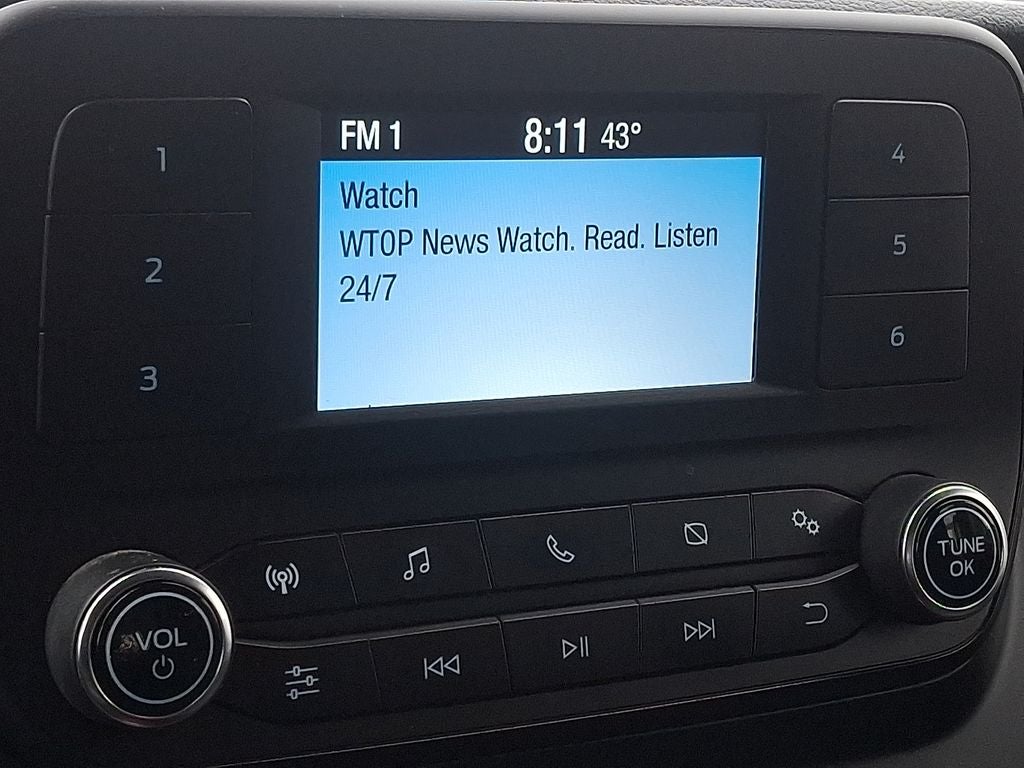 FM 1 8:11 43°
Watch
WTOP News Watch. Read. Listen
24/7
1
2
3
4
5
6
VOL
TUNE
OK